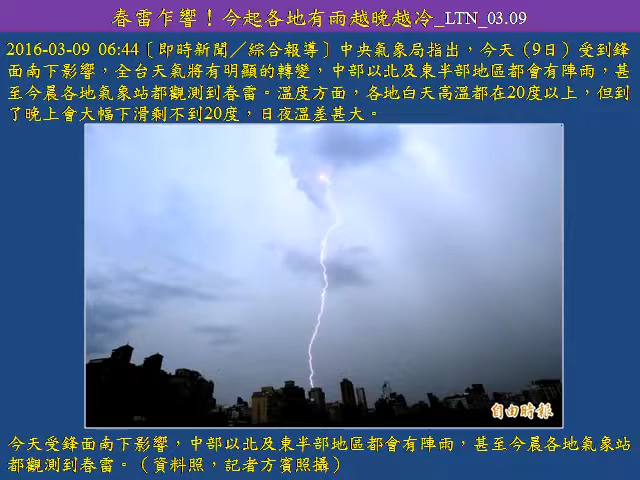 春雷乍響！今起各地有雨越晚越冷_LTN_03.09
2016-03-09 06:44〔即時新聞／綜合報導〕中央氣象局指出，今天（9日）受到鋒
面南下影響，全台天氣將有明顯的轉變，中部以北及東半部地區都會有陣雨，甚
至今晨各地氣象站都觀測到春雷。溫度方面，各地白天高溫都在20度以上，但到
了晚上會大幅下滑剩不到20度，日夜溫差甚大。
自由時報
今天受鋒面南下影響，中部以北及東半部地區都會有陣雨，甚至今晨各地氣象站
都觀測到春雷。（資料照，記者方賓照攝）